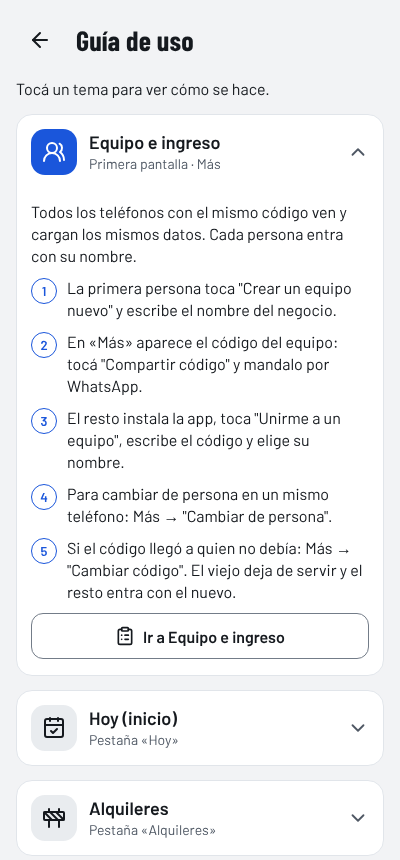 Guía de uso
Tocá un tema para ver cómo se hace.
Equipo e ingreso
Primera pantalla · Más
Todos los teléfonos con el mismo código ven y
cargan los mismos datos. Cada persona entra
con su nombre.
1 La primera persona toca "Crear un equipo
nuevo" y escribe el nombre del negocio.
2 En «Más» aparece el código del equipo:
tocá "Compartir código" y mandalo por
WhatsApp.
3 El resto instala la app, toca "Unirme a un
equipo", escribe el código y elige su
nombre.
4 Para cambiar de persona en un mismo
teléfono: Más → "Cambiar de persona".
5 Si el código llegó a quien no debía: Más →
"Cambiar código". El viejo deja de servir y el
resto entra con el nuevo.
Ir a Equipo e ingreso
Hoy (inicio)
Pestaña «Hoy»
Alquileres
Pestaña «Alquileres»